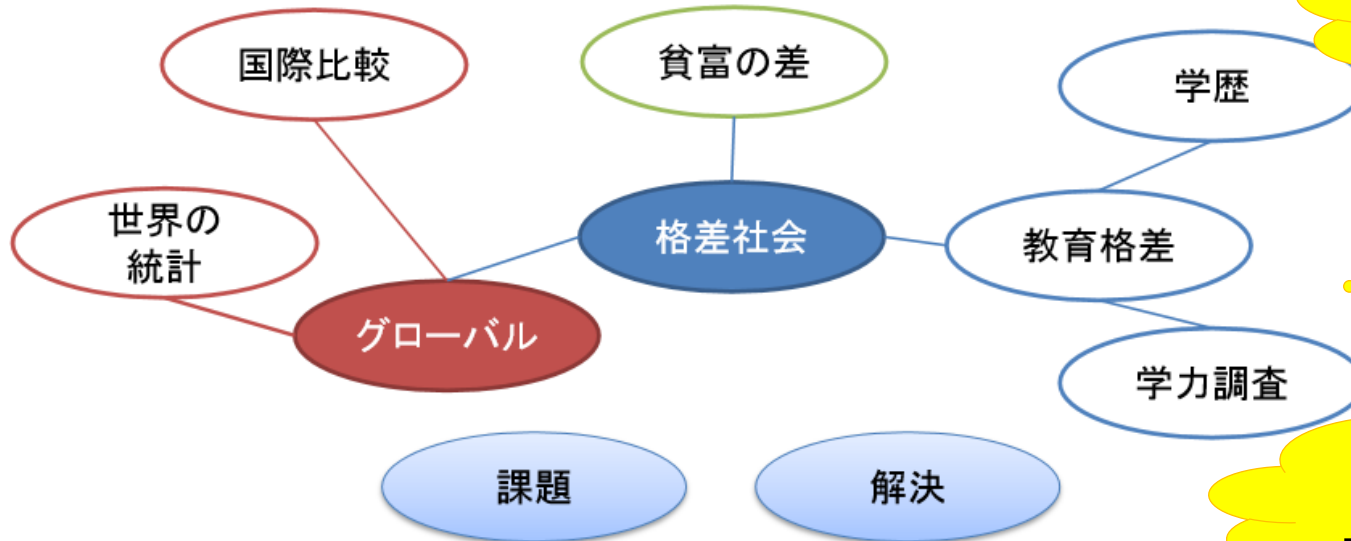 国際比較
貧富の差
学歴
世界の
統計
格差社会
教育格差
グローバル
学力調査
課題
解決